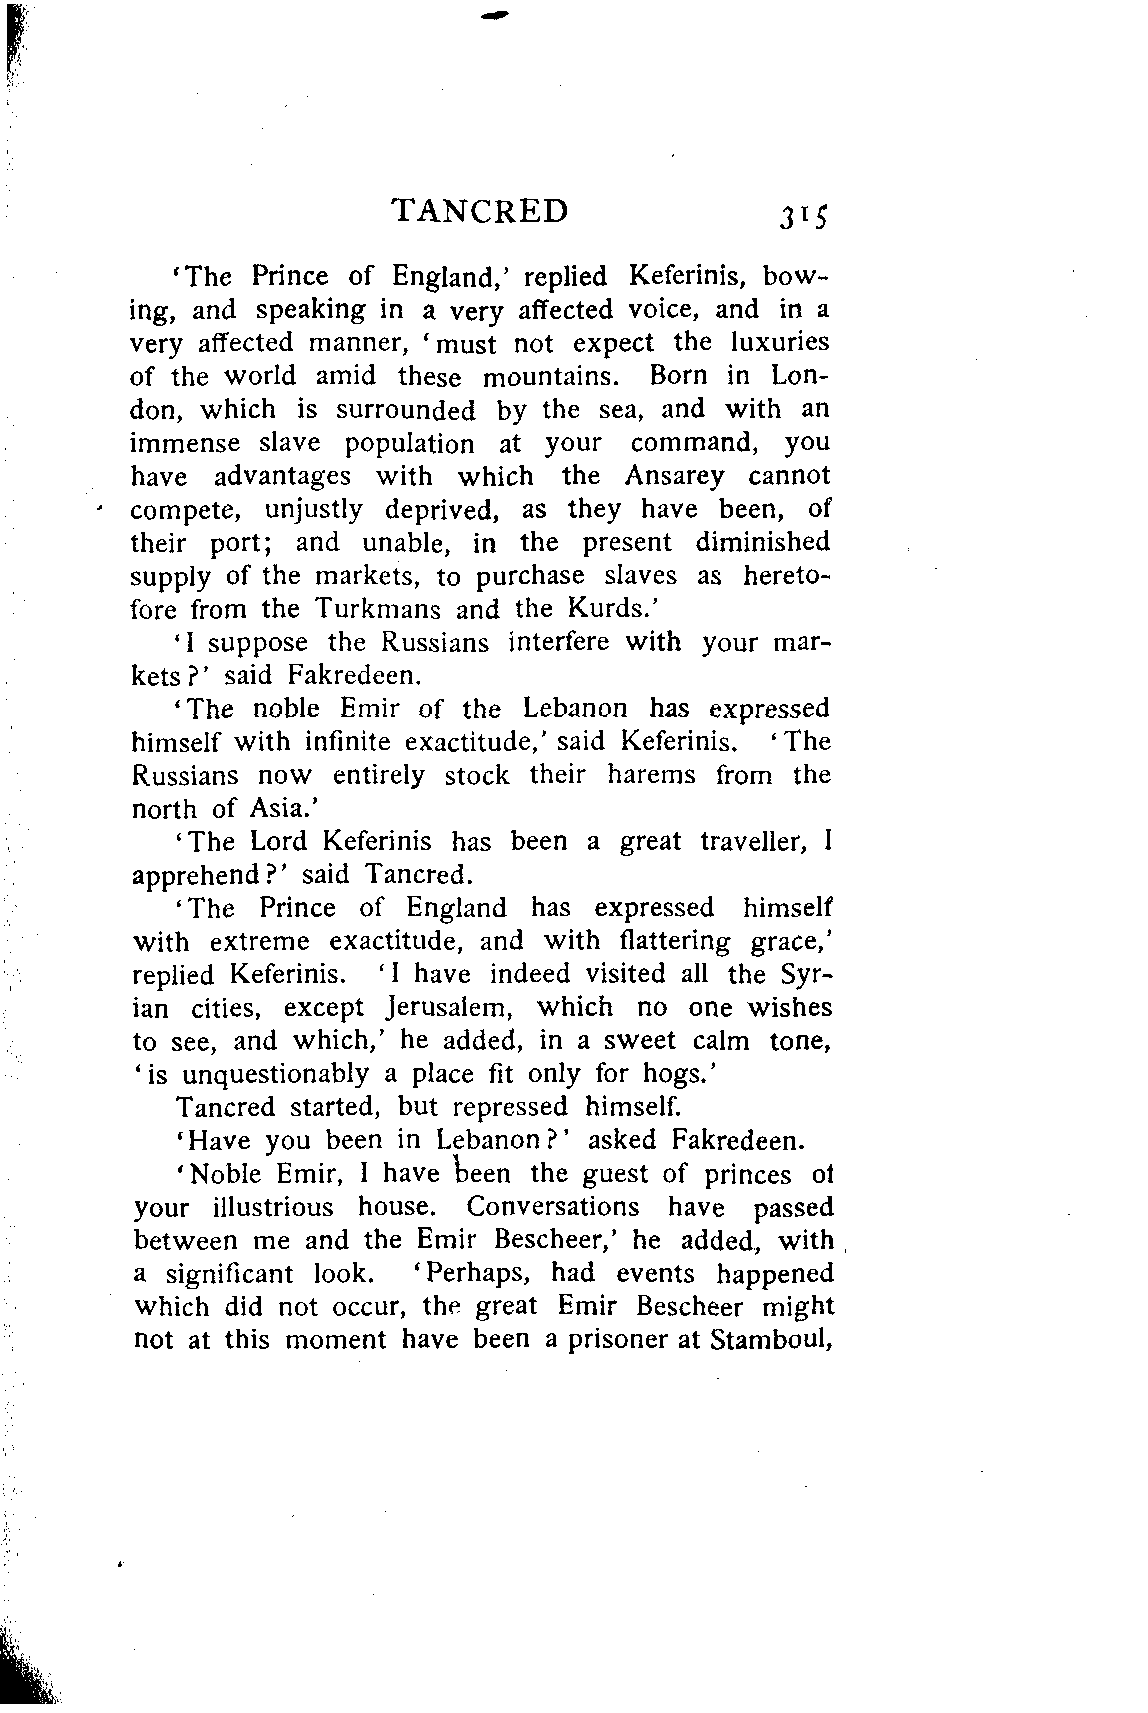 TANCRED 315
‘The Prince of England,’ replied Keferinis, bow-
ing, and speaking in a very affected voice, and in a
very affected manner, ‘must not expect the luxuries
of the world amid these mountains. Born in Lon-
don, which is surrounded by the sea, and with an
immense slave population at your command, you
have advantages with which the Ansarey cannot
compete, unjustly deprived, as they have been, of
their port; and unable, in the present diminished
supply of the markets, to purchase slaves as hereto-
fore from the Turkmans and the Kurds.’
‘I suppose the Russians interfere with your mar-
kets?’ said Fakredeen.
‘The noble Emir of the Lebanon has expressed
himself with infinite exactitude,’ said Keferinis. ‘The
Russians now entirely stock their harems from the
north of Asia.’
‘The Lord Keferinis has been a great traveller, I
apprehend?’ said Tancred.
‘The Prince of England has expressed himself
with extreme exactitude, and with flattering grace,’
replied Keferinis. ‘I have indeed visited all the Syr-
ian cities, except Jerusalem, which no one wishes
to see, and which,’ he added, in a sweet calm tone,
‘is unquestionably a place fit only for hogs.’
Tancred started, but repressed himself.
‘Have you been in Lebanon?’ asked Fakredeen.
‘Noble Emir, I have been the guest of princes of
your illustrious house. Conversations have passed
between me and the Emir Bescheer,’ he added, with
a significant look. ‘Perhaps, had events happened
which did not occur, the great Emir Bescheer might
not at this moment have been a prisoner at Stamboul,